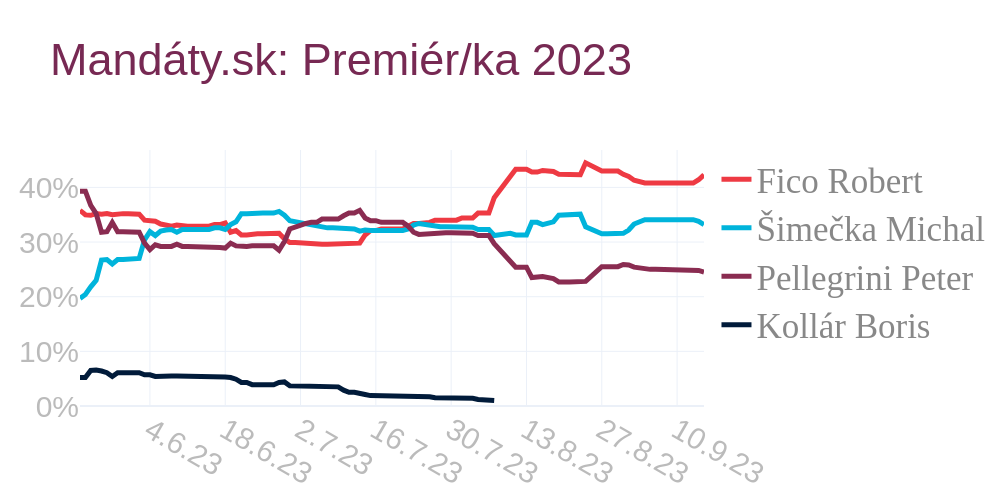 Mandáty.sk: Premiér/ka 2023
40%
30%
20%
10%
0%
4.6.23
18.6.23
2.7.23
16.7.23
30.7.23
13.8.23
27.8.23
10.9.23
Fico Robert
Šimečka Michal
Pellegrini Peter
Kollár Boris